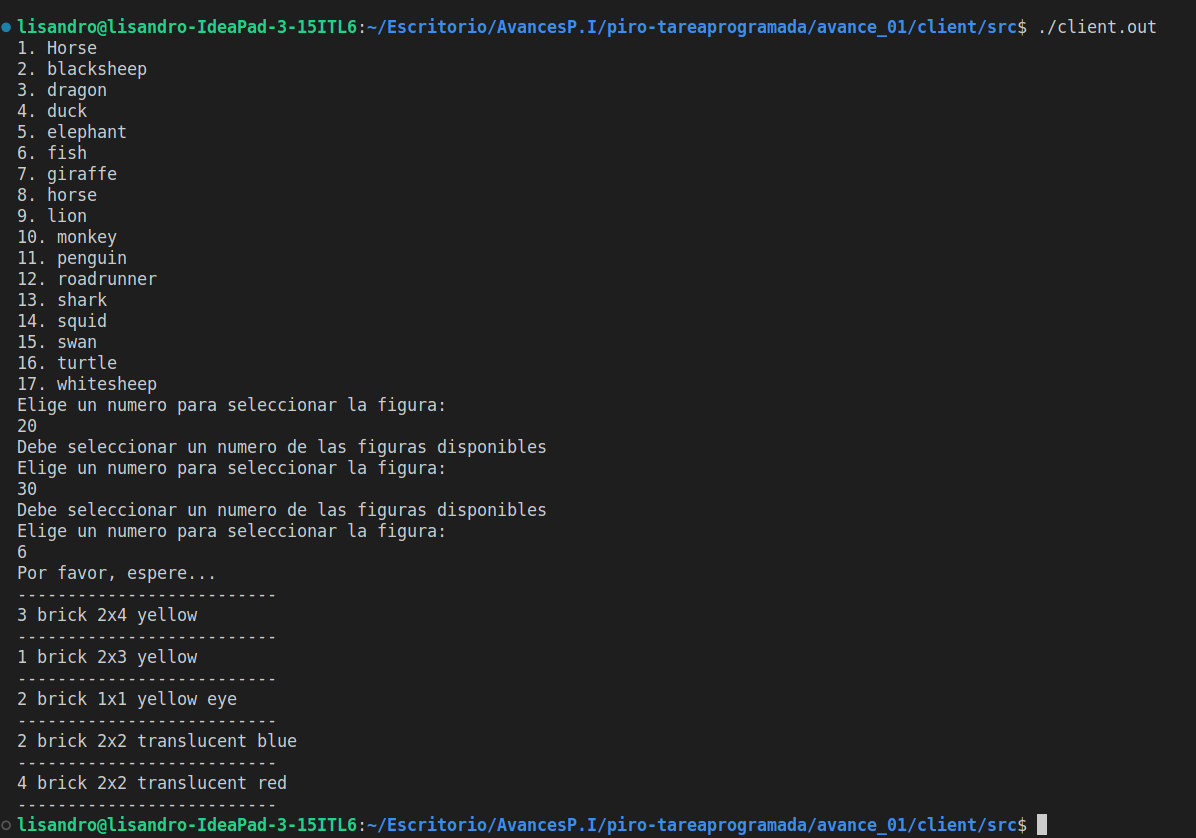 lisandro@lisandro-IdeaPad-3-15ITL6:~/Escritorio/AvancesP.I/piro-tareaprogramada/avance_01/client/src$ ./client.out
1. Horse
2. blacksheep
3. dragon
4. duck
5. elephant
6. fish
7. giraffe
8. horse
9. lion
10. monkey
11. penguin
12. roadrunner
13. shark
14. squid
15. swan
16. turtle
17. whitesheep
Elige un numero para seleccionar la figura:
20
Debe seleccionar un numero de las figuras disponibles
Elige un numero para seleccionar la figura:
30
Debe seleccionar un numero de las figuras disponibles
Elige un numero para seleccionar la figura:
6
Por favor, espere...
--------------------------
3 brick 2x4 yellow
--------------------------
1 brick 2x3 yellow
--------------------------
2 brick 1x1 yellow eye
--------------------------
2 brick 2x2 translucent blue
--------------------------
4 brick 2x2 translucent red
--------------------------
lisandro@lisandro-IdeaPad-3-15ITL6:~/Escritorio/AvancesP.I/piro-tareaprogramada/avance_01/client/src$